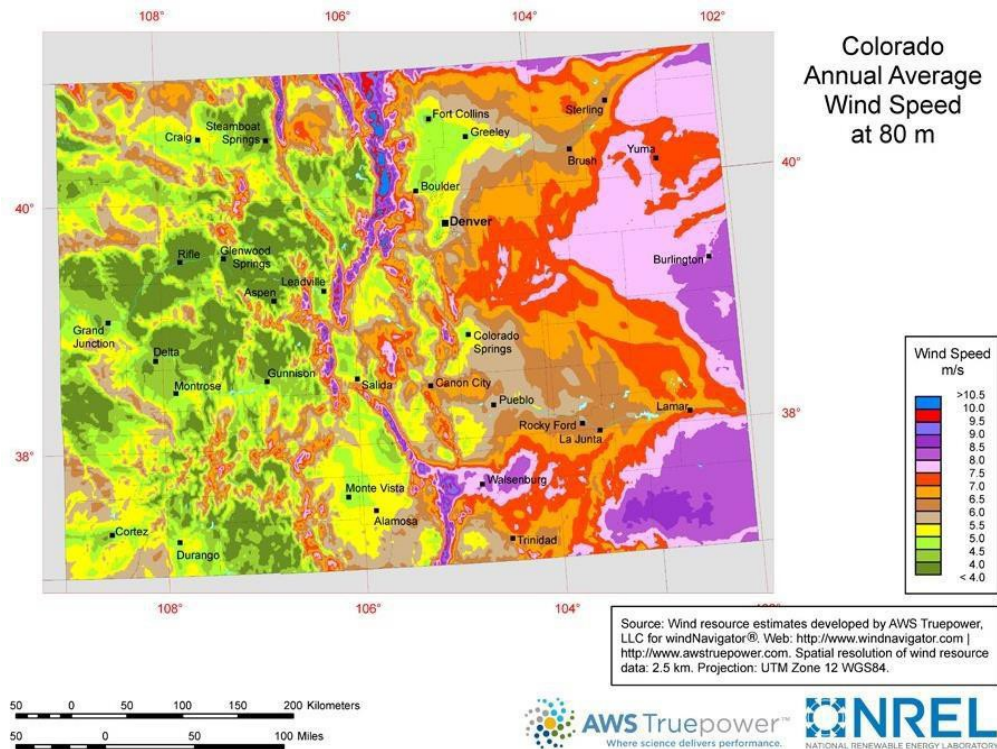 108°
106°
104°
102°
Colorado
Annual Average
Wind Speed
at 80 m
Fort Collins
Sterling
Steamboat
Springs
Craig
Greeley
Brush
Yuma
40°
Boulder
40°
Denver
Rifle
Glenwood
Springs
Burlington
Leadville
Aspen
Grand
Junction
Colorado
Springs
Delta
Gunnison
Montrose
Salida
Canon City
Pueblo
Lamar
38°
Rocky Ford
La Junta
38°
Walsenburg
Monte Vista
Alamosa
Cortez
Durango
Trinidad
108°
106°
104°
Wind Speed
m/s
>10.5
10.0
9.5
9.0
8.5
8.0
7.5
7.0
6.5
6.0
5.5
5.0
4.5
4.0
< 4.0
Source: Wind resource estimates developed by AWS Truepower,
LLC for windNavigator®. Web: http://www.windnavigator.com |
http://www.awstruepower.com. Spatial resolution of wind resource
data: 2.5 km. Projection: UTM Zone 12 WGS84.
50 0 50 100 150 200 Kilometers
50 0 50 100 Miles
AWS Truepower™
Where science delivers performance.
NREL
NATIONAL RENEWABLE ENERGY